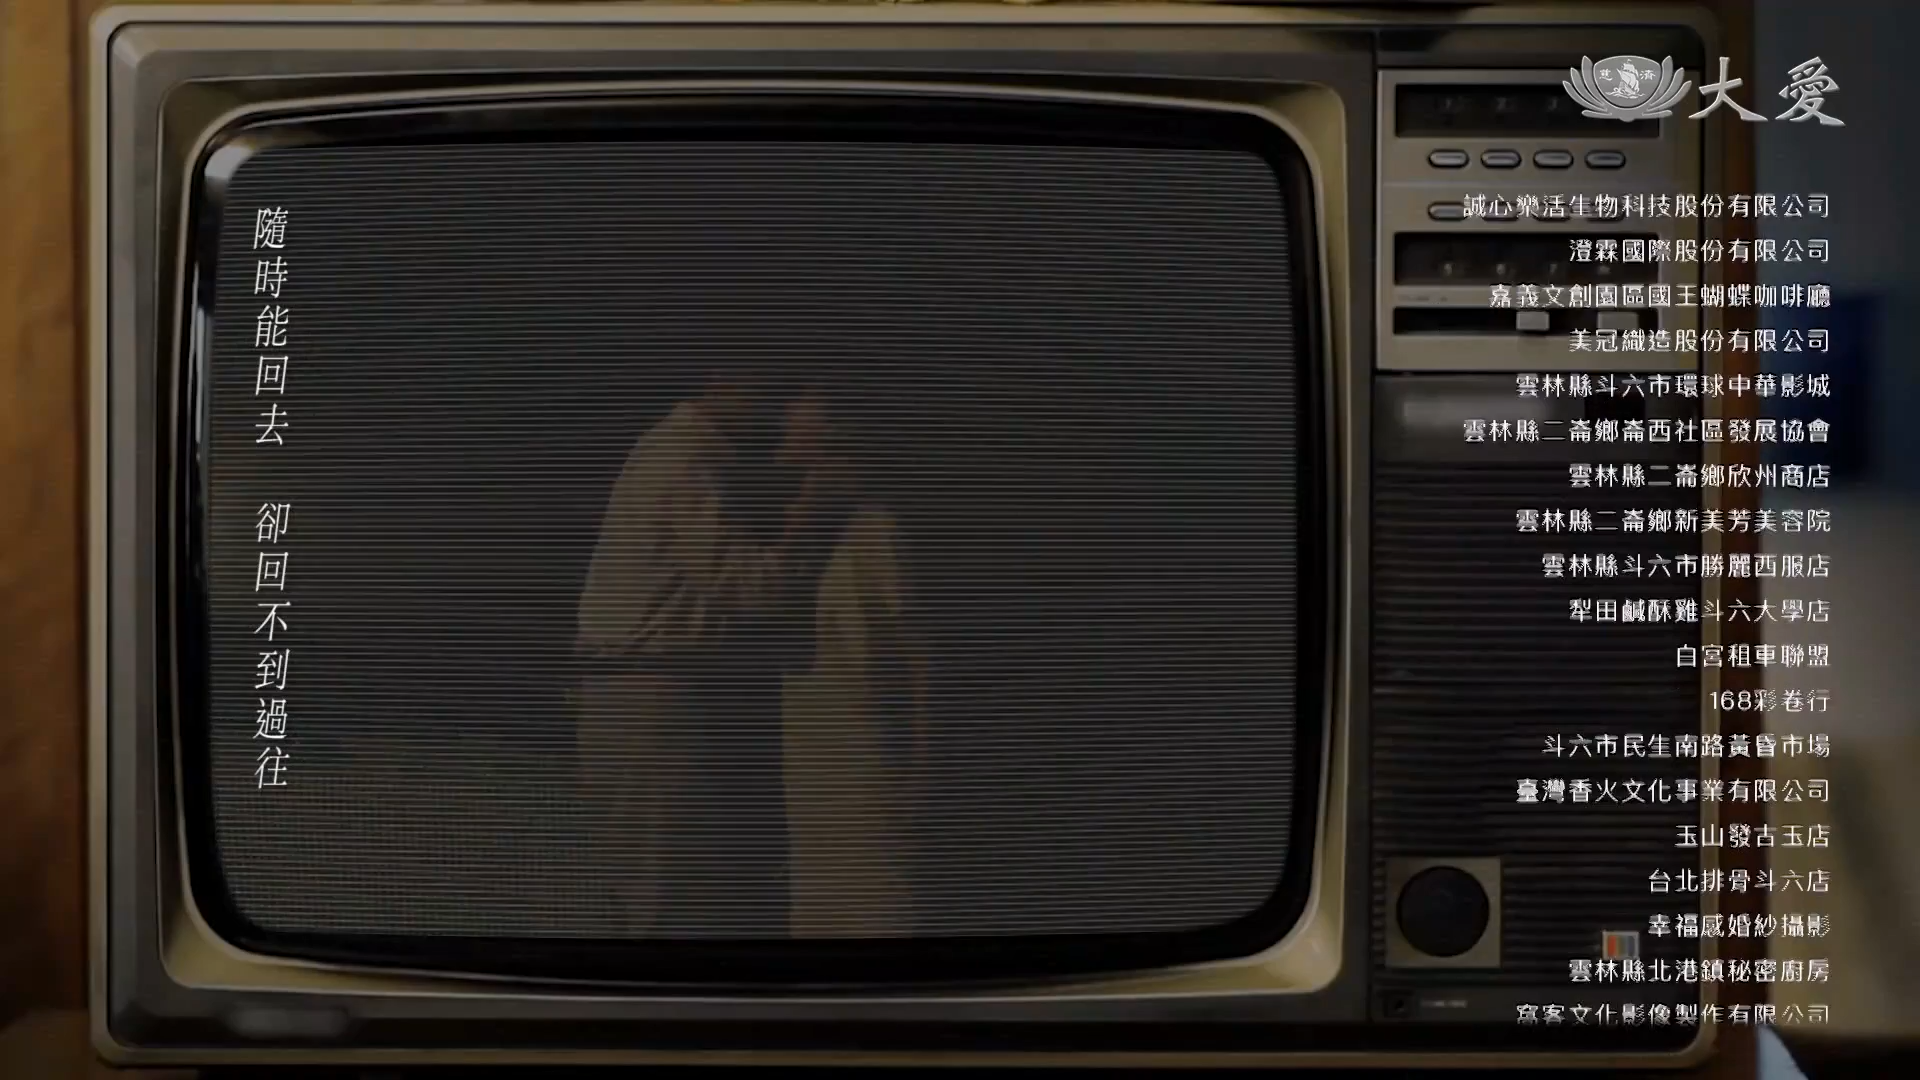 慈濟 大愛
隨時能回去 卻回不到過往
誠心樂活生物科技股份有限公司
澄霖國際股份有限公司
嘉義文創園區國王蝴蝶咖啡廳
美冠織造股份有限公司
雲林縣斗六市環球中華影城
雲林縣二崙鄉崙西社區發展協會
雲林縣二崙鄉欣州商店
雲林縣二崙鄉新美芳美容院
雲林縣斗六市勝麗西服店
犁田鹹酥雞斗六大學店
白宮租車聯盟
168彩卷行
斗六市民生南路黃昏市場
臺灣香火文化事業有限公司
玉山發古玉店
台北排骨斗六店
幸福感婚紗攝影
雲林縣北港鎮秘密廚房
窩客文化影像製作有限公司